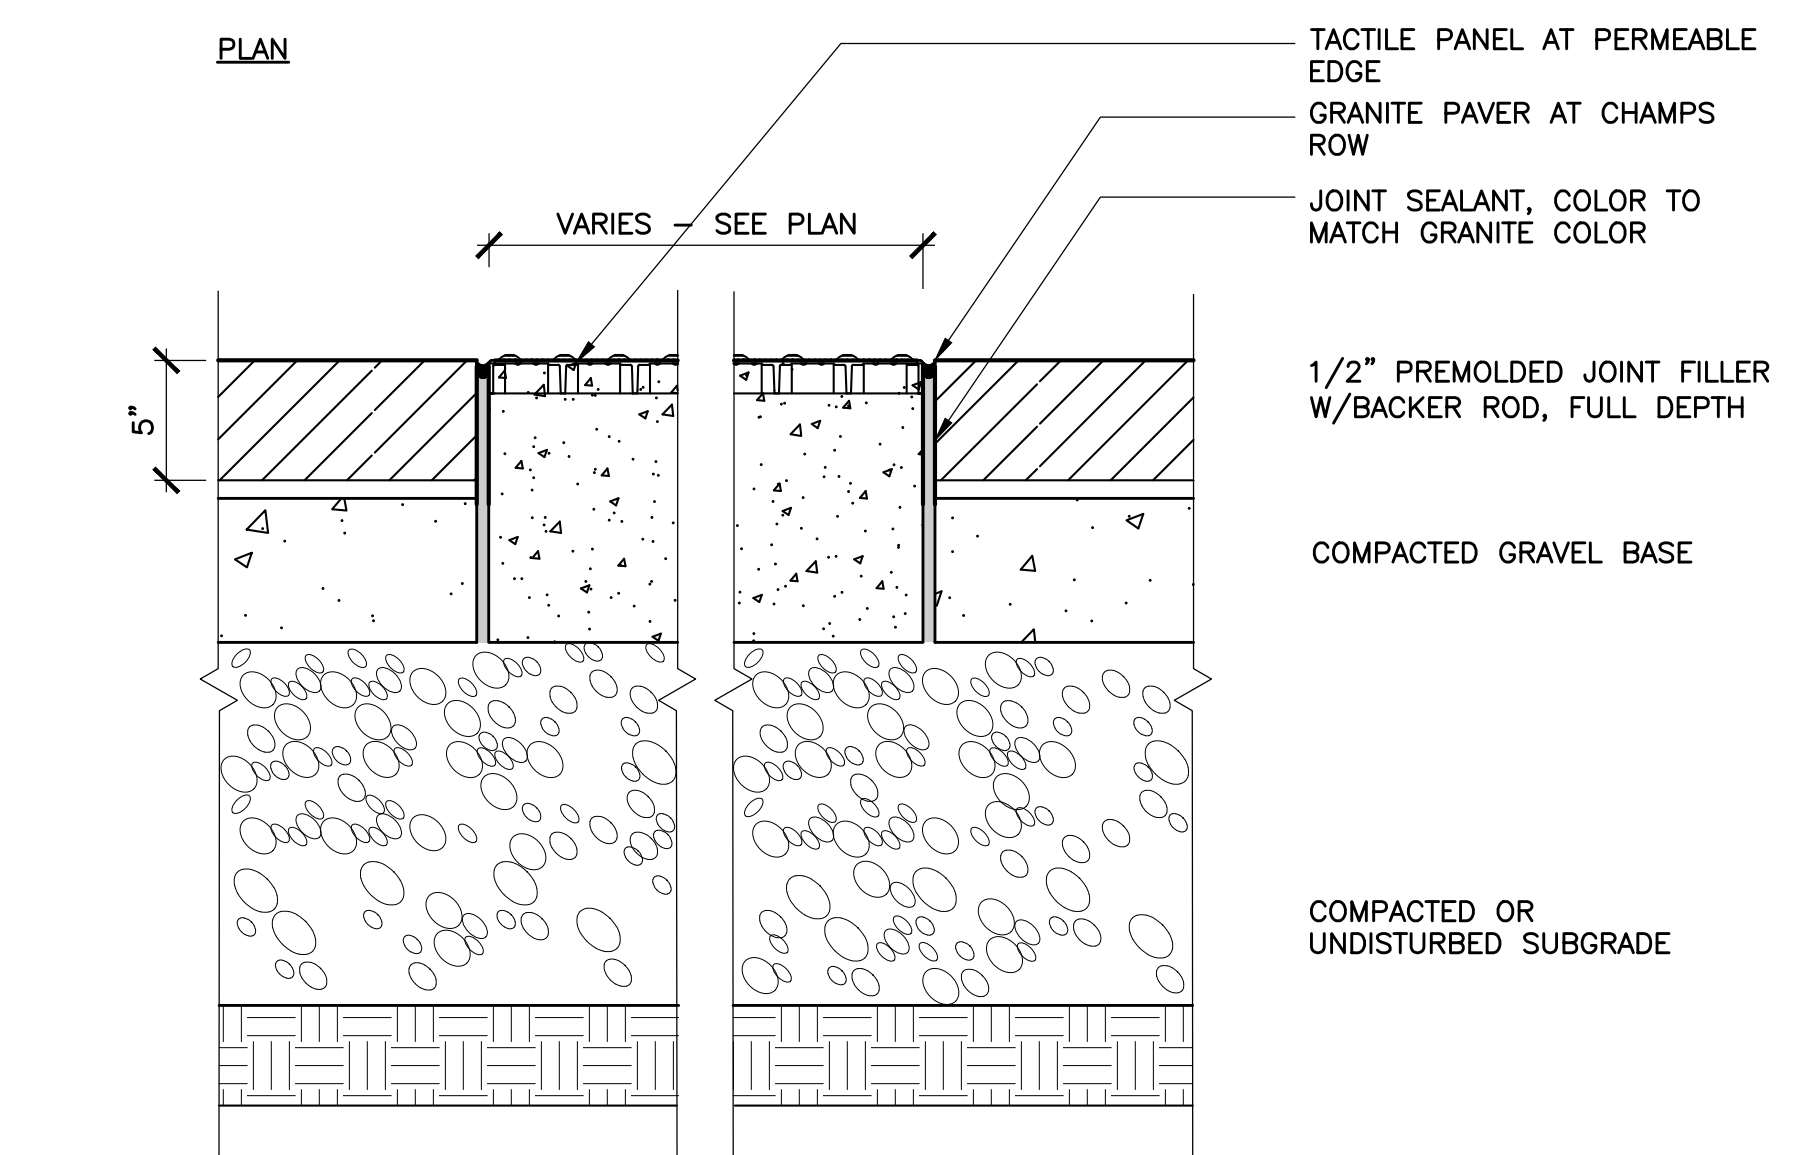 PLAN
TACTILE PANEL AT PERMEABLE
EDGE
GRANITE PAVER AT CHAMPS
ROW
JOINT SEALANT, COLOR TO
MATCH GRANITE COLOR
VARIES – SEE PLAN
1/2” PREMOLDED JOINT FILLER
W/BACKER ROD, FULL DEPTH
5”
COMPACTED GRAVEL BASE
COMPACTED OR
UNDISTURBED SUBGRADE